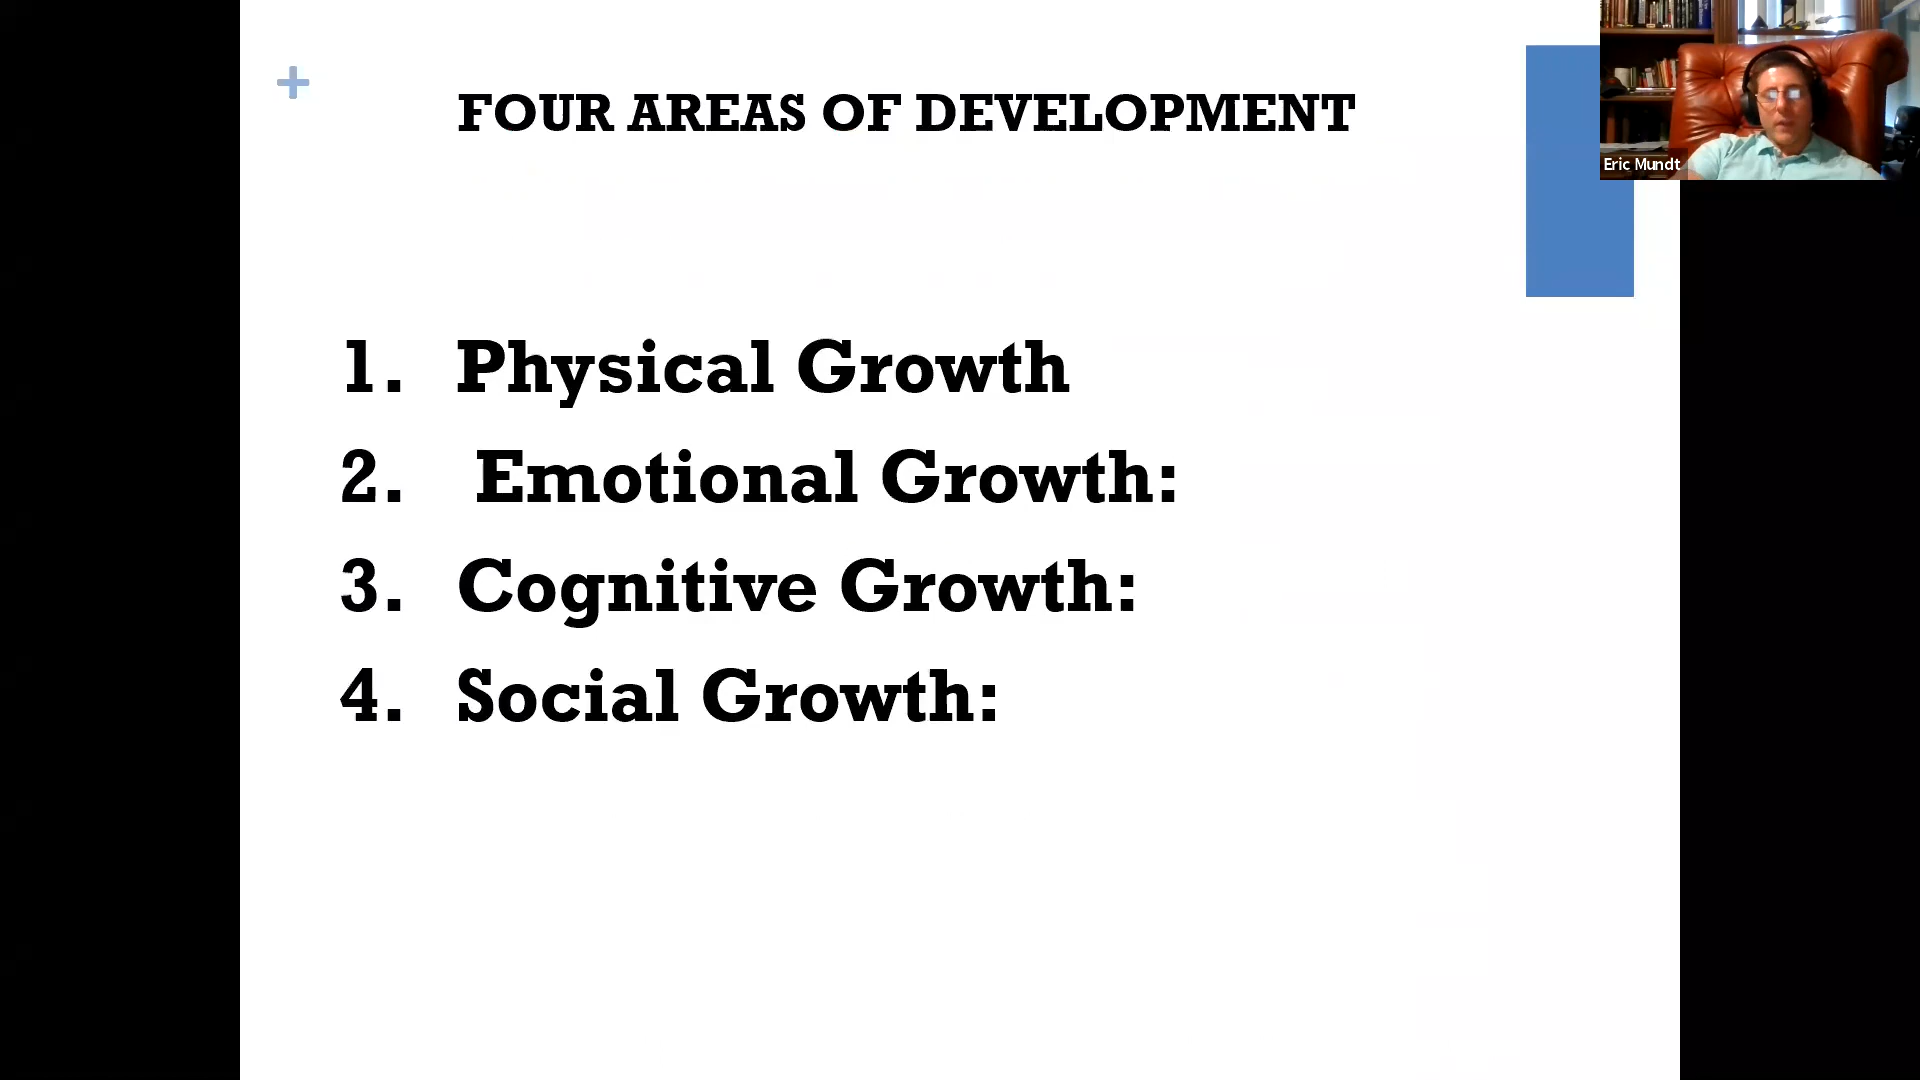 FOUR AREAS OF DEVELOPMENT
Eric Mundt
1. Physical Growth
2. Emotional Growth:
3. Cognitive Growth:
4. Social Growth: